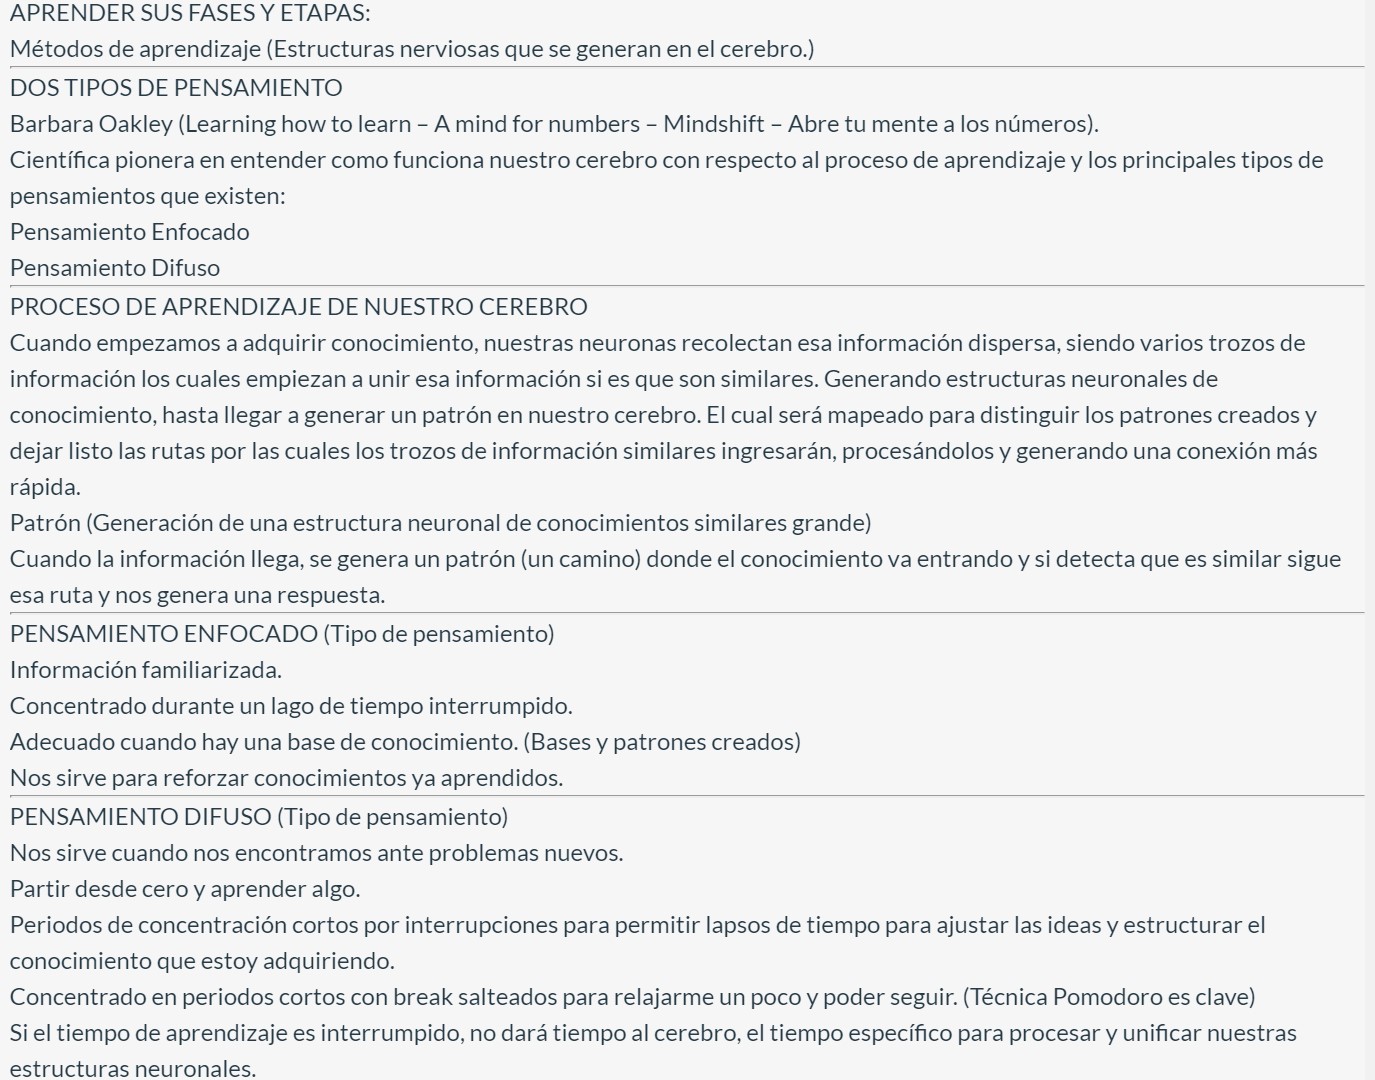 APRENDER SUS FASES Y ETAPAS:
Métodos de aprendizaje (Estructuras nerviosas que se generan en el cerebro.)
DOS TIPOS DE PENSAMIENTO
Barbara Oakley (Learning how to learn – A mind for numbers – Mindshift – Abre tu mente a los números).
Científica pionera en entender como funciona nuestro cerebro con respecto al proceso de aprendizaje y los principales tipos de
pensamientos que existen:
Pensamiento Enfocado
Pensamiento Difuso
PROCESO DE APRENDIZAJE DE NUESTRO CEREBRO
Cuando empezamos a adquirir conocimiento, nuestras neuronas recolectan esa información dispersa, siendo varios trozos de
información los cuales empiezan a unir esa información si es que son similares. Generando estructuras neuronales de
conocimiento, hasta llegar a generar un patrón en nuestro cerebro. El cual será mapeado para distinguir los patrones creados y
dejar listo las rutas por las cuales los trozos de información similares ingresarán, procesándolos y generando una conexión más
rápida.
Patrón (Generación de una estructura neuronal de conocimientos similares grande)
Cuando la información llega, se genera un patrón (un camino) donde el conocimiento va entrando y si detecta que es similar sigue
esa ruta y nos genera una respuesta.
PENSAMIENTO ENFOCADO (Tipo de pensamiento)
Información familiarizada.
Concentrado durante un lago de tiempo interrumpido.
Adecuado cuando hay una base de conocimiento. (Bases y patrones creados)
Nos sirve para reforzar conocimientos ya aprendidos.
PENSAMIENTO DIFUSO (Tipo de pensamiento)
Nos sirve cuando nos encontramos ante problemas nuevos.
Partir desde cero y aprender algo.
Periodos de concentración cortos por interrupciones para permitir lapsos de tiempo para ajustar las ideas y estructurar el
conocimiento que estoy adquiriendo.
Concentrado en periodos cortos con break salteados para relajarme un poco y poder seguir. (Técnica Pomodoro es clave)
Si el tiempo de aprendizaje es interrumpido, no dará tiempo al cerebro, el tiempo específico para procesar y unificar nuestras
estructuras neuronales.